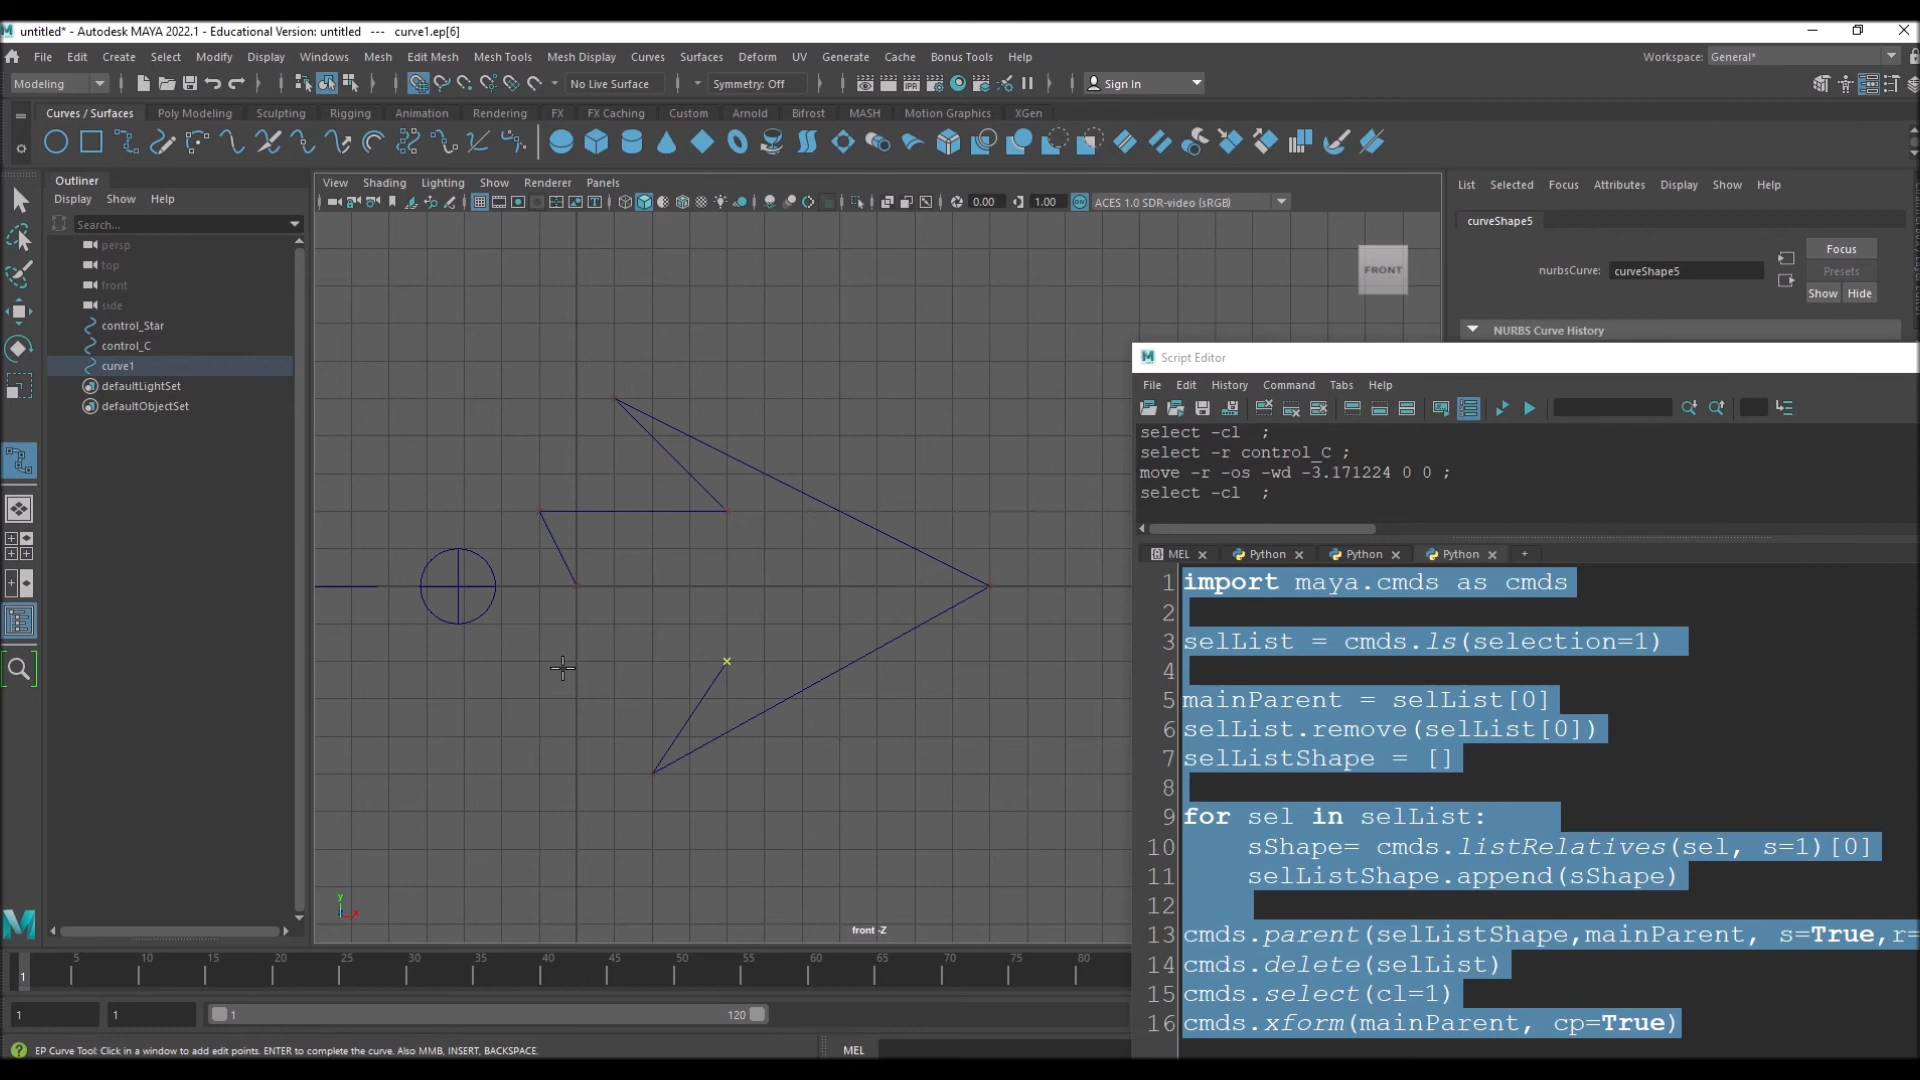 untitled* - Autodesk MAYA 2022.1 - Educational Version: untitled --- curve1.ep[6]
File Edit Create Select Modify Display Windows Mesh Edit Mesh Mesh Tools Mesh Display Curves Surfaces Deform UV Generate Cache Bonus Tools Help
Workspace: General*
Modeling
No Live Surface
Symmetry: Off
Sign In
Curves / Surfaces Poly Modeling Sculpting Rigging Animation Rendering FX FX Caching Custom Arnold Bifrost MASH Motion Graphics XGen
Outliner
Display Show Help
Search...
persp
top
front
side
control_Star
control_C
curve1
defaultLightSet
defaultObjectSet
View Shading Lighting Show Renderer Panels
0.00
1.00
ACES 1.0 SDR-video (sRGB)
FRONT
y
x
front -Z
List Selected Focus Attributes Display Show Help
curveShape5
Focus
nurbsCurve: curveShape5
Presets
Show Hide
NURBS Curve History
Script Editor
File Edit History Command Tabs Help
select -cl ;
select -r control_C ;
move -r -os -wd -3.171224 0 0 ;
select -cl ;
MEL Python Python Python +
1 import maya.cmds as cmds
2
3 selList = cmds.ls(selection=1)
4
5 mainParent = selList[0]
6 selList.remove(selList[0])
7 selListShape = []
8
9 for sel in selList:
10 sShape= cmds.listRelatives(sel, s=1)[0]
11 selListShape.append(sShape)
12
13 cmds.parent(selListShape,mainParent, s=True,r=
14 cmds.delete(selList)
15 cmds.select(cl=1)
16 cmds.xform(mainParent, cp=True)
1 5 10 15 20 25 30 35 40 45 50 55 60 65 70 75 80
1 1 1 120
EP Curve Tool: Click in a window to add edit points. ENTER to complete the curve. Also MMB, INSERT, BACKSPACE.
MEL